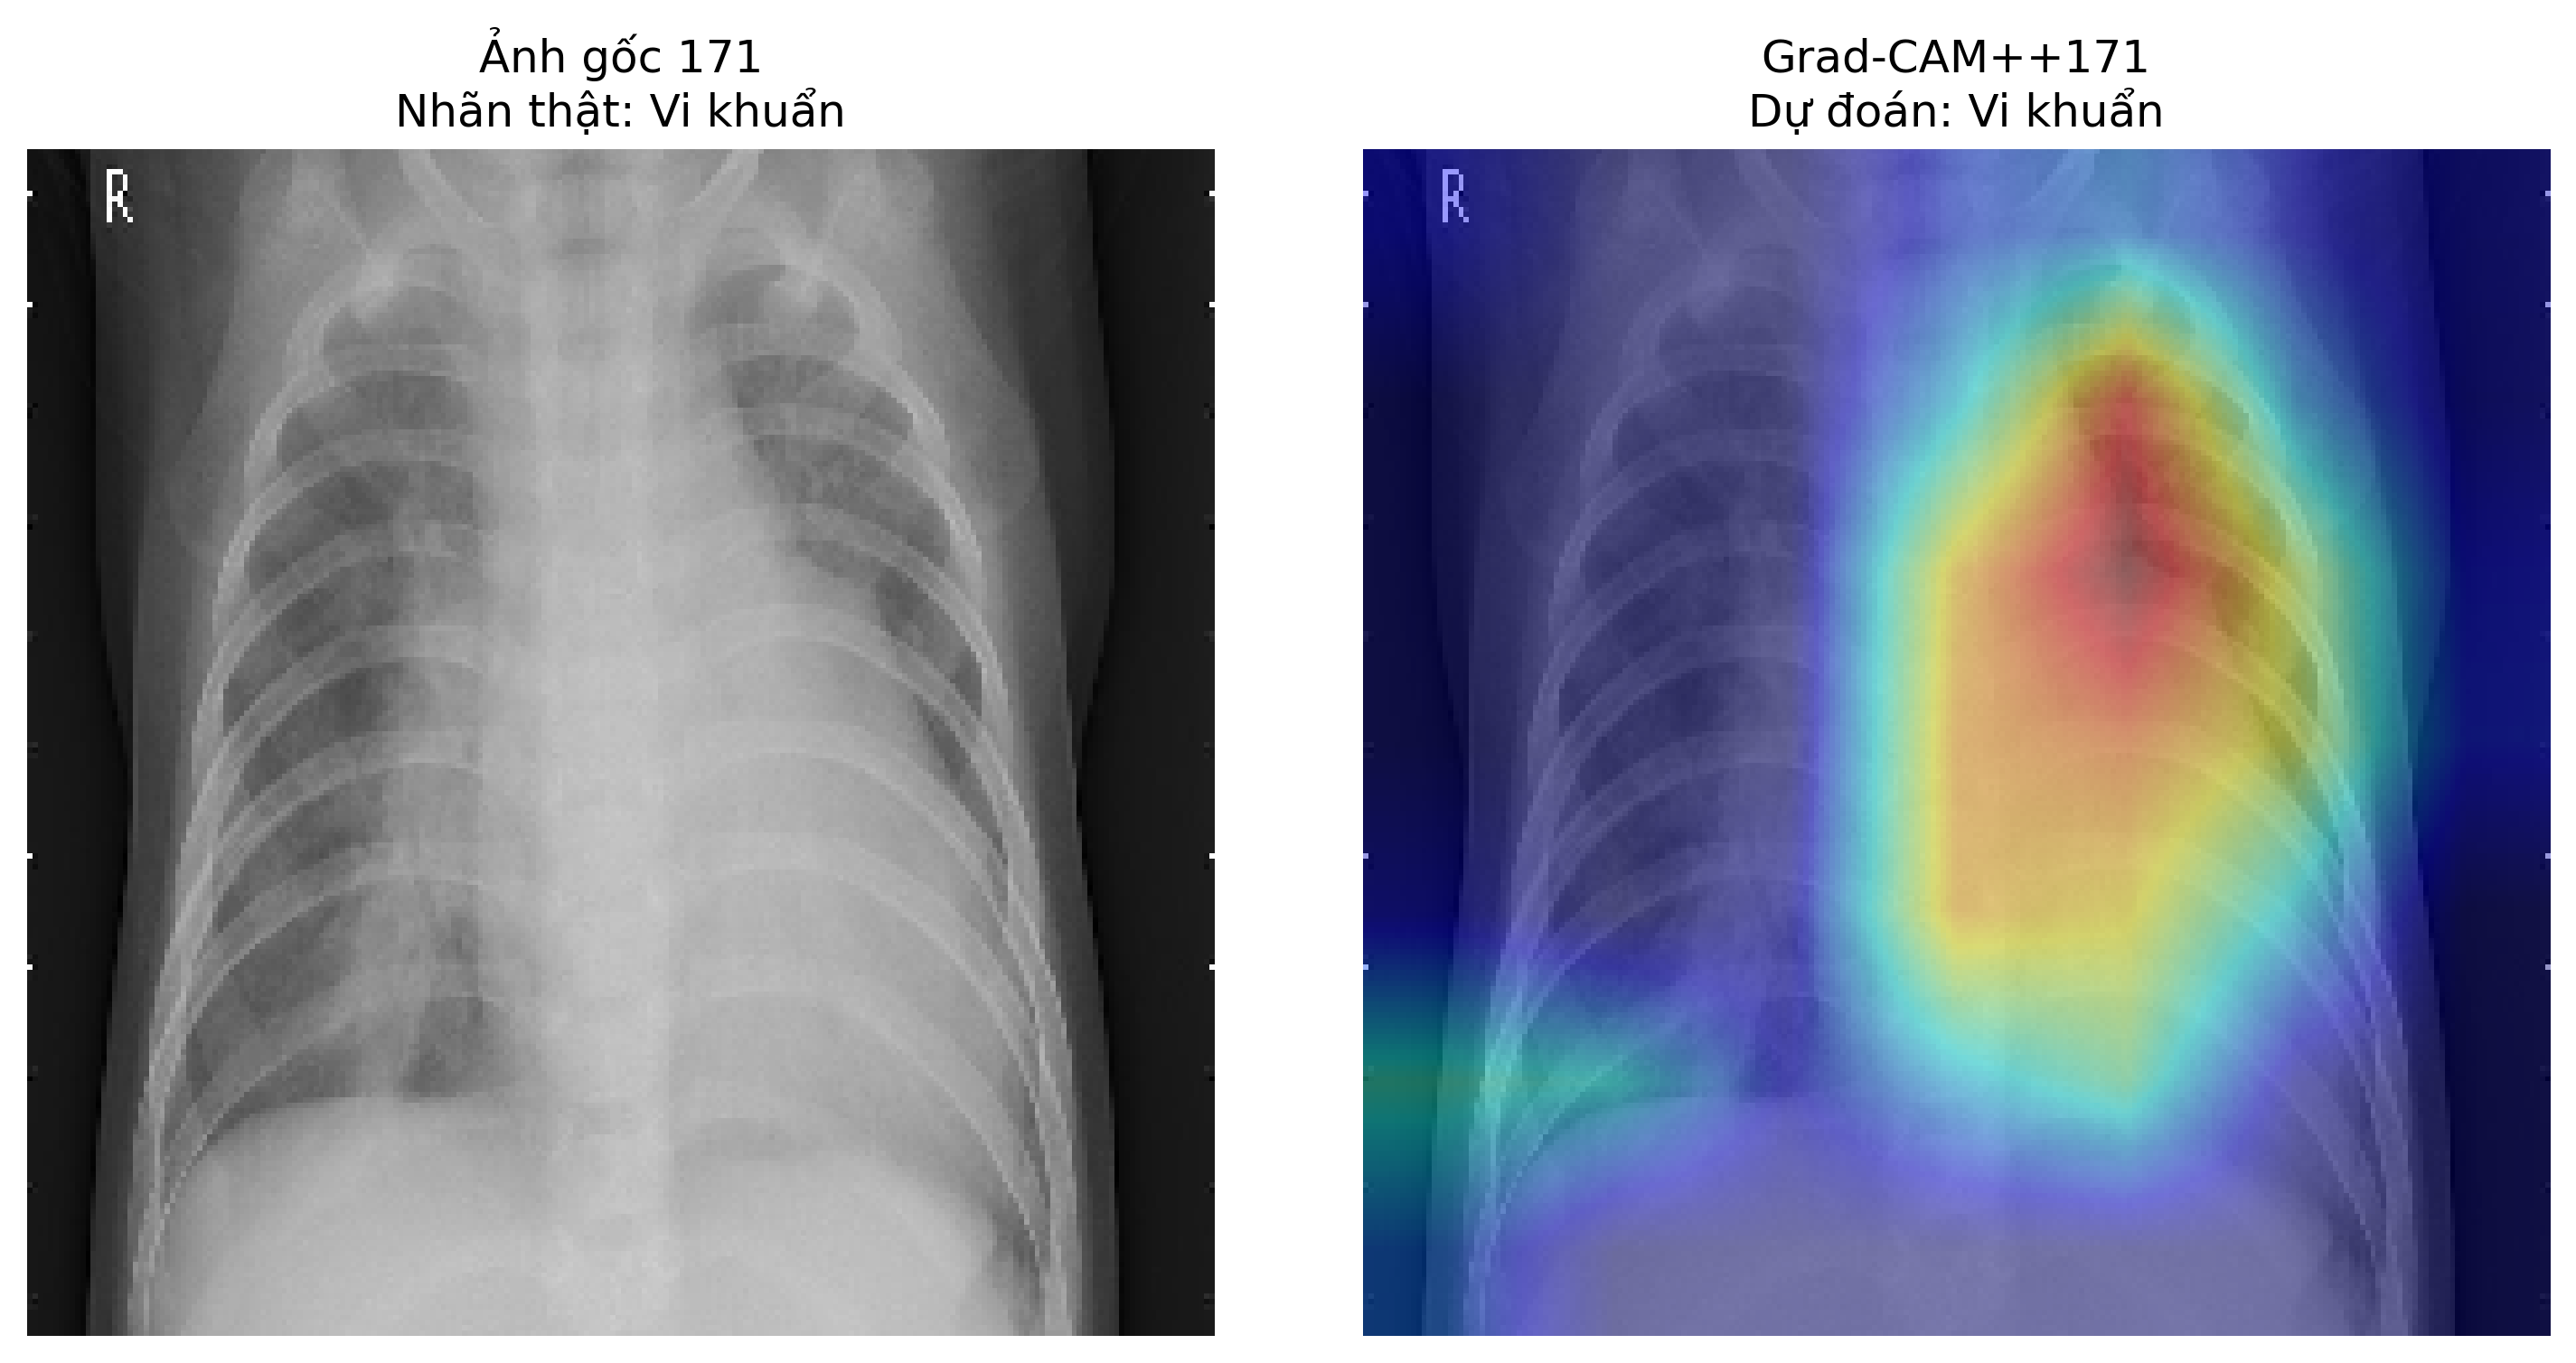 Ảnh gốc 171
Nhãn thật: Vi khuẩn
Grad-CAM++171
Dự đoán: Vi khuẩn
R
R